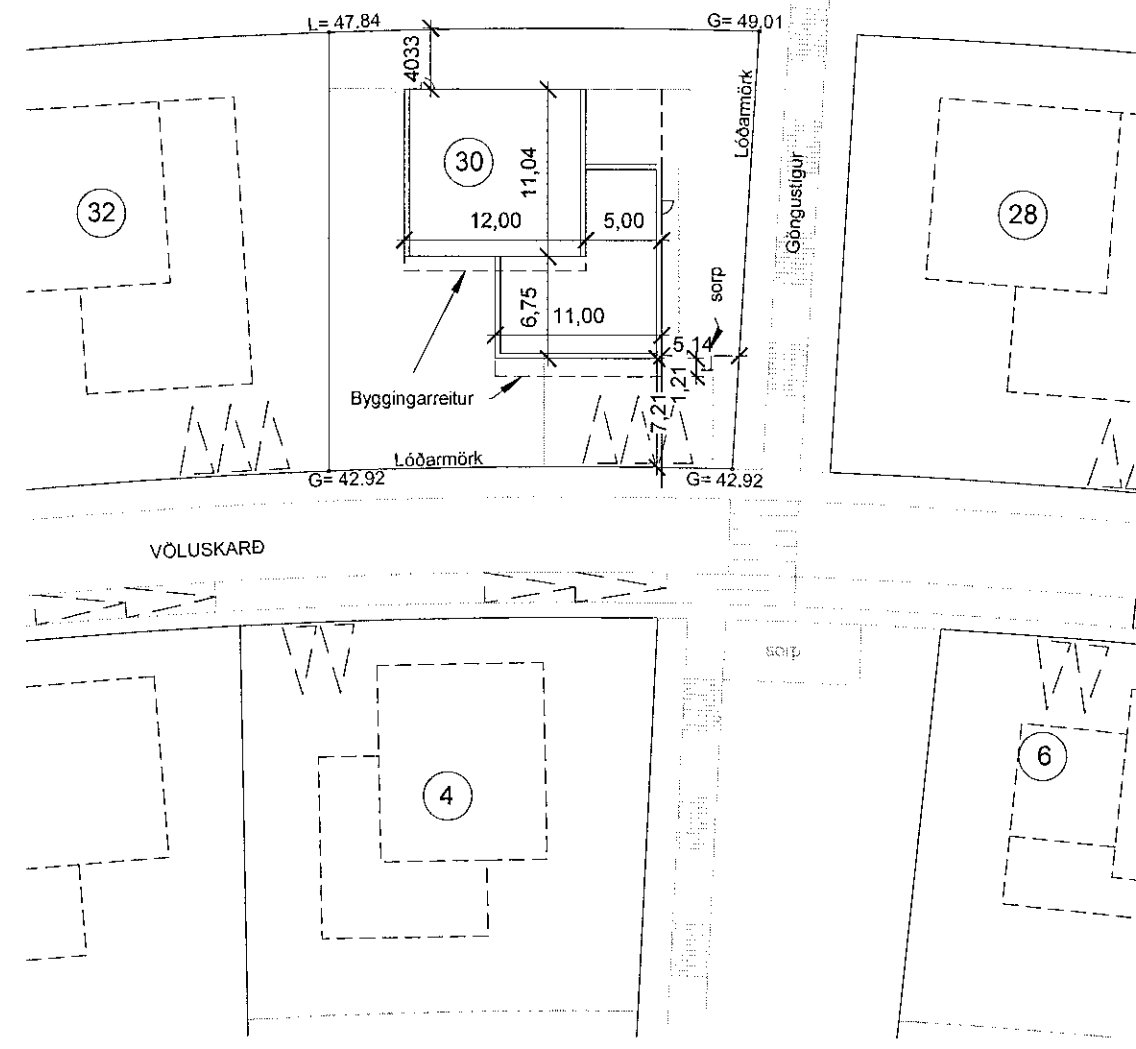 L= 47.84
G= 49.01
4033
Lóðarmörk
30
11,04
32
12,00
5,00
28
Göngustígur
sorp
6,75
11,00
5,14
1,21
7,21
Byggingarreitur
Lóðarmörk
G= 42.92
G= 42.92
VÖLUSKARÐ
sorp
6
4